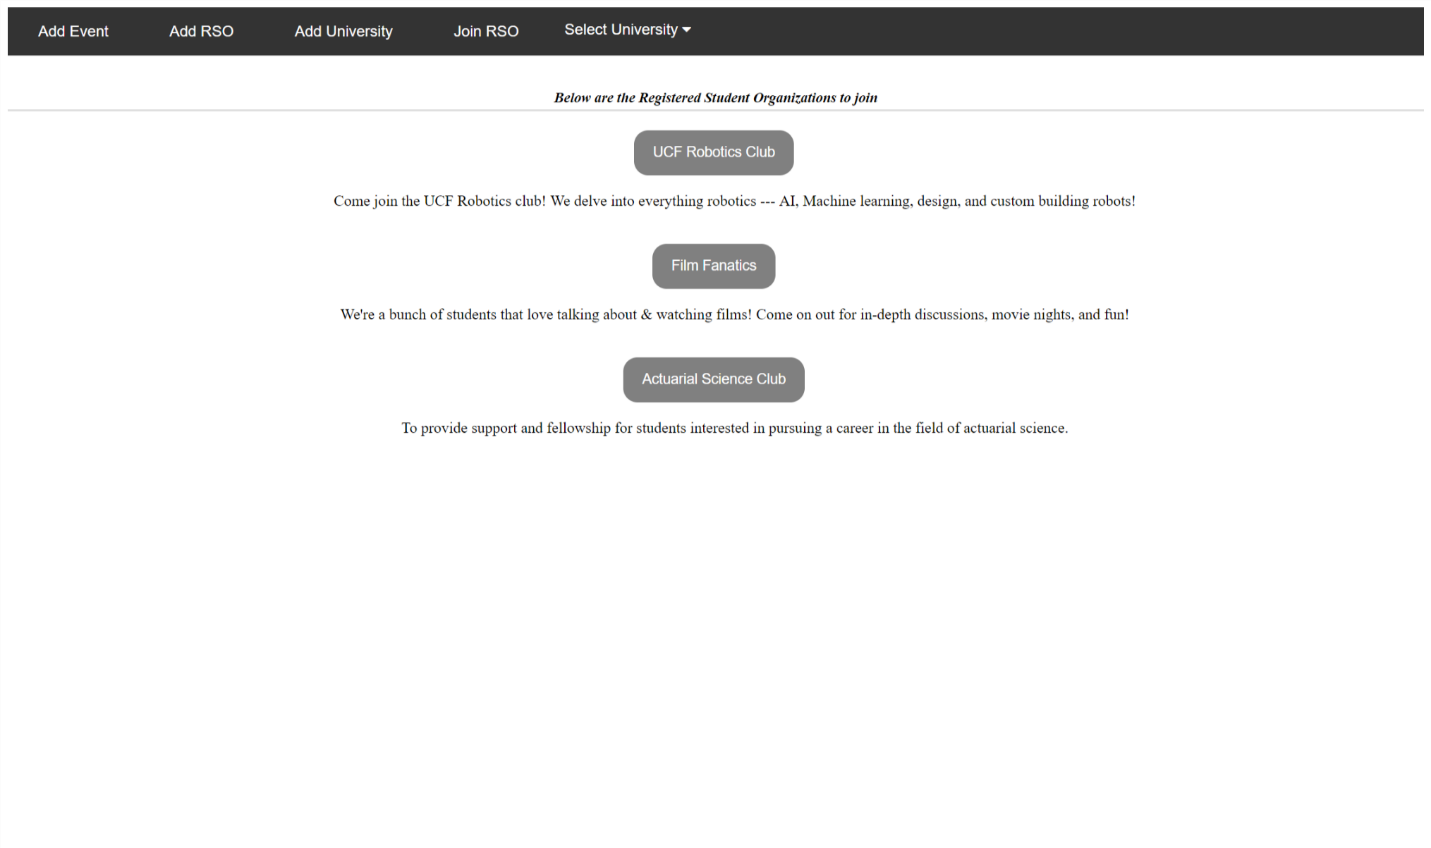 Add Event Add RSO Add University Join RSO Select University
Below are the Registered Student Organizations to join
UCF Robotics Club
Come join the UCF Robotics club! We delve into everything robotics --- AI, Machine learning, design, and custom building robots!
Film Fanatics
We're a bunch of students that love talking about & watching films! Come on out for in-depth discussions, movie nights, and fun!
Actuarial Science Club
To provide support and fellowship for students interested in pursuing a career in the field of actuarial science.